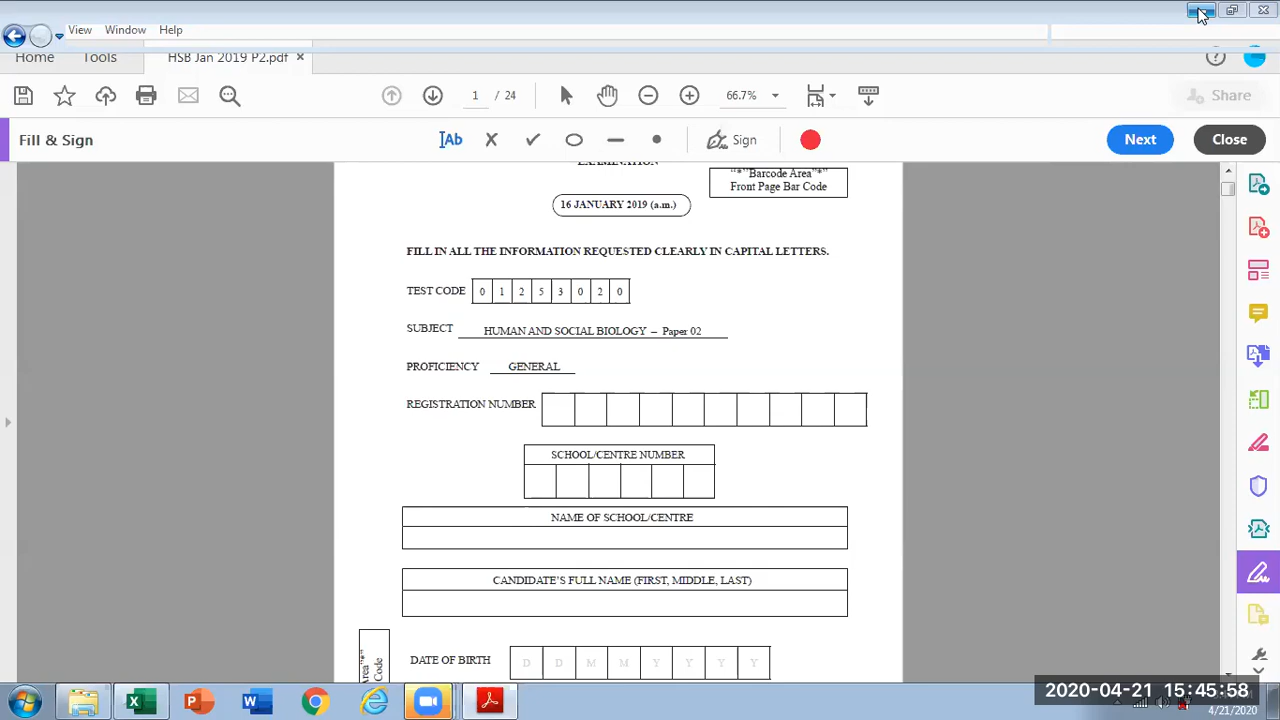 View Window Help
Home Tools HSB Jan 2019 P2.pdf ×
1 / 24 66.7% Share
Fill & Sign Ab Sign Next Close
EXAMINATION
"*"Barcode Area"*"
Front Page Bar Code
16 JANUARY 2019 (a.m.)
FILL IN ALL THE INFORMATION REQUESTED CLEARLY IN CAPITAL LETTERS.
TEST CODE 0 1 2 5 3 0 2 0
SUBJECT HUMAN AND SOCIAL BIOLOGY – Paper 02
PROFICIENCY GENERAL
REGISTRATION NUMBER
SCHOOL/CENTRE NUMBER
NAME OF SCHOOL/CENTRE
CANDIDATE'S FULL NAME (FIRST, MIDDLE, LAST)
DATE OF BIRTH D D M M Y Y Y Y
Area"*"
Code
2020-04-21 15:45:58
4/21/2020